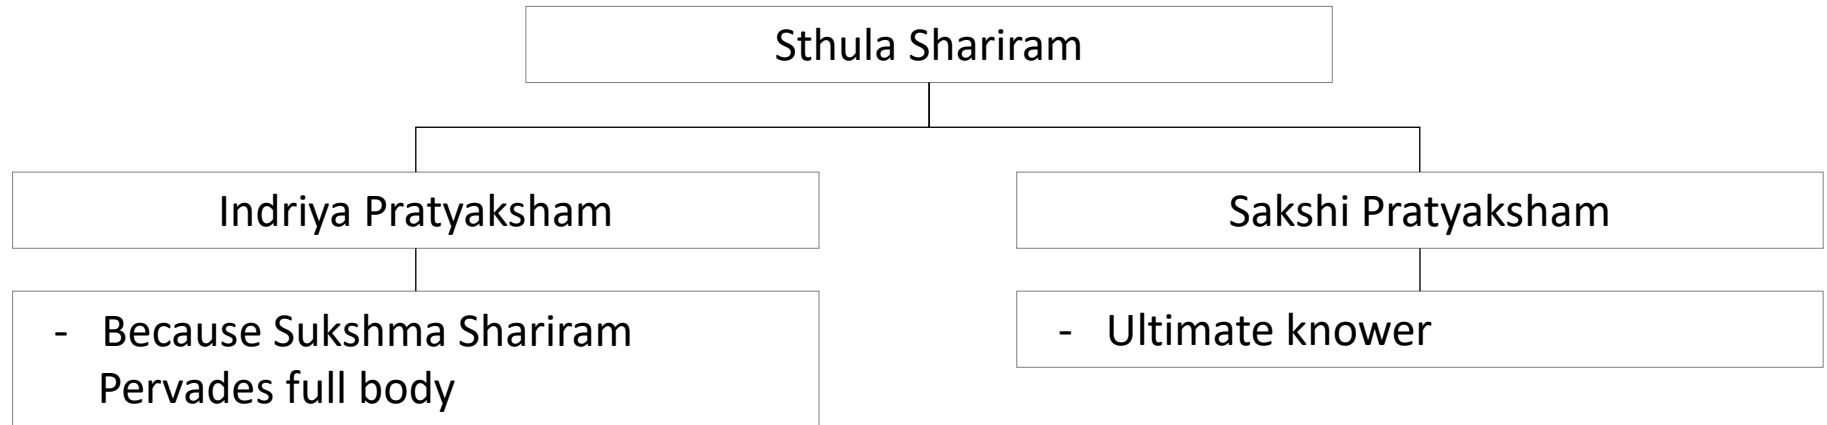 Sthula Shariram
Indriya Pratyaksham
Sakshi Pratyaksham
- Because Sukshma Shariram
Pervades full body
- Ultimate knower